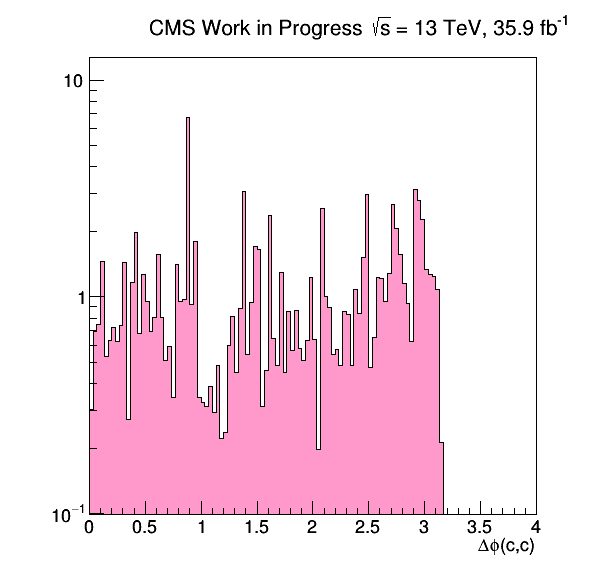 CMS Work in Progress √s = 13 TeV, 35.9 fb⁻¹
10
1
10⁻¹
0 0.5 1 1.5 2 2.5 3 3.5 4
Δϕ(c,c)